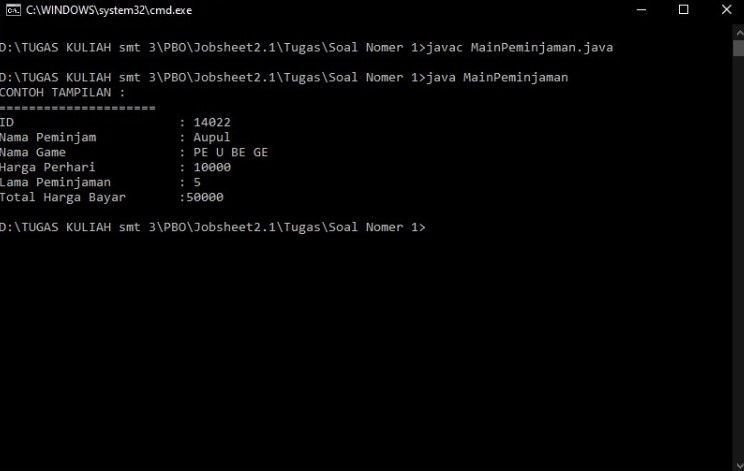 C:\WINDOWS\system32\cmd.exe
D:\TUGAS KULIAH smt 3\PBO\Jobsheet2.1\Tugas\Soal Nomer 1>javac MainPeminjaman.java
D:\TUGAS KULIAH smt 3\PBO\Jobsheet2.1\Tugas\Soal Nomer 1>java MainPeminjaman
CONTOH TAMPILAN :
=====================
ID                      : 14022
Nama Peminjam           : Aupul
Nama Game               : PE U BE GE
Harga Perhari           : 10000
Lama Peminjaman         : 5
Total Harga Bayar       :50000
D:\TUGAS KULIAH smt 3\PBO\Jobsheet2.1\Tugas\Soal Nomer 1>